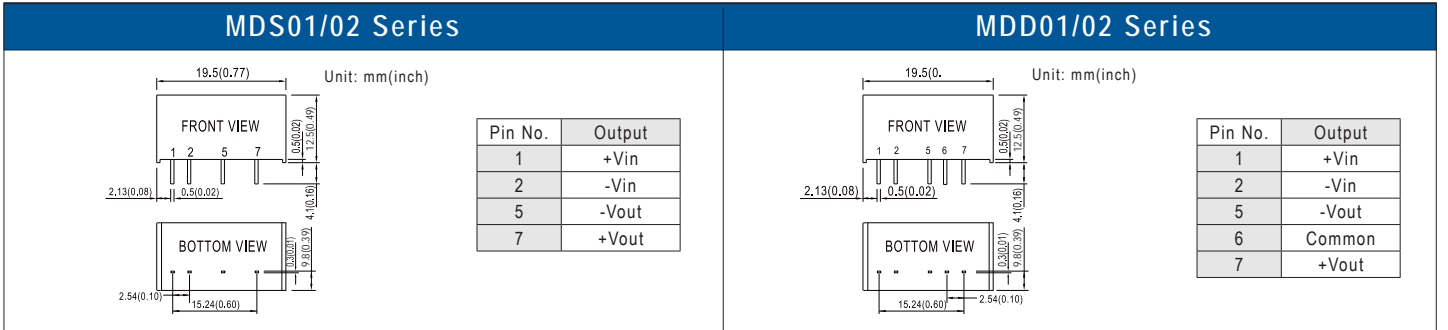 MDS01/02 Series
19.5(0.77)
Unit: mm(inch)
FRONT VIEW
0.5(0.02)
12.5(0.49)
1 2 5 7
2.13(0.08)
0.5(0.02)
4.1(0.16)
BOTTOM VIEW
0.3(0.01)
9.8(0.39)
2.54(0.10)
15.24(0.60)
Pin No. Output
1 +Vin
2 -Vin
5 -Vout
7 +Vout
MDD01/02 Series
19.5(0.
Unit: mm(inch)
FRONT VIEW
0.5(0.02)
12.5(0.49)
1 2 5 6 7
2.13(0.08)
0.5(0.02)
4.1(0.16)
BOTTOM VIEW
0.3(0.01)
9.8(0.39)
15.24(0.60)
2.54(0.10)
Pin No. Output
1 +Vin
2 -Vin
5 -Vout
6 Common
7 +Vout